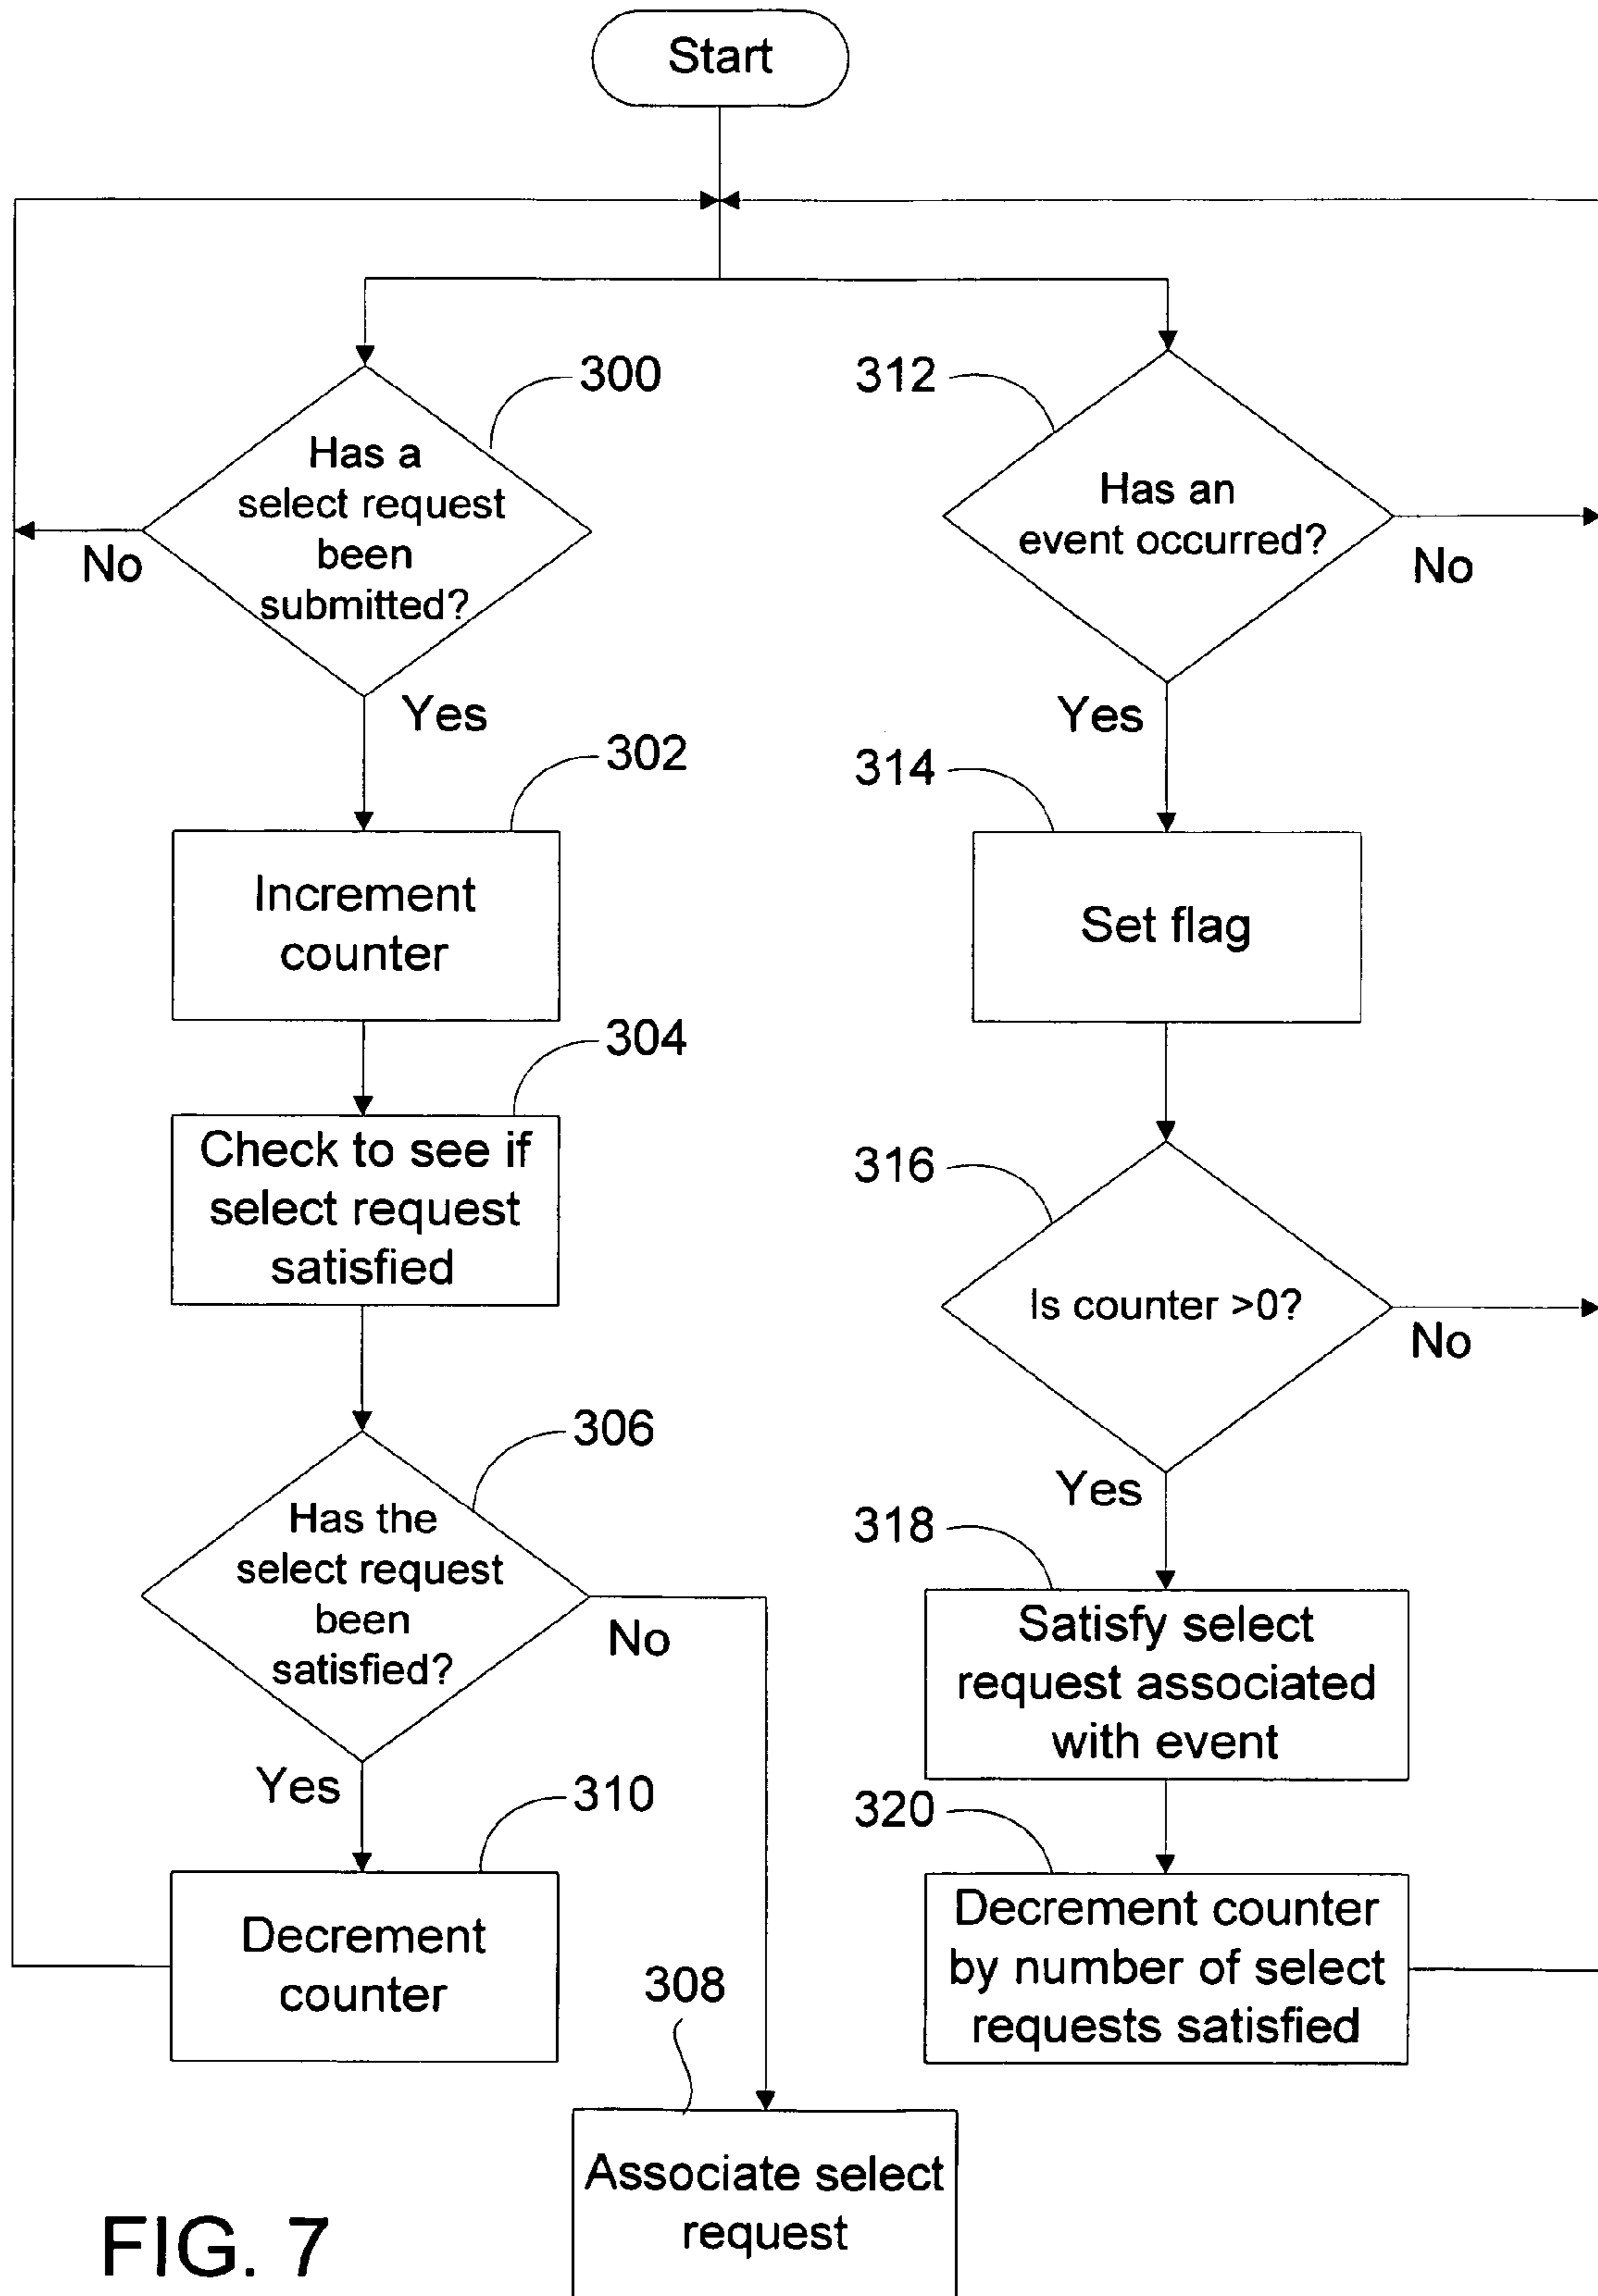 Start
300
Has a
select request
been
submitted?
No
Yes
302
Increment
counter
304
Check to see if
select request
satisfied
306
Has the
select request
been
satisfied?
No
Yes
310
Decrement
counter
308
Associate select
request
312
Has an
event occurred?
No
Yes
314
Set flag
316
Is counter >0?
No
Yes
318
Satisfy select
request associated
with event
320
Decrement counter
by number of select
requests satisfied
FIG. 7